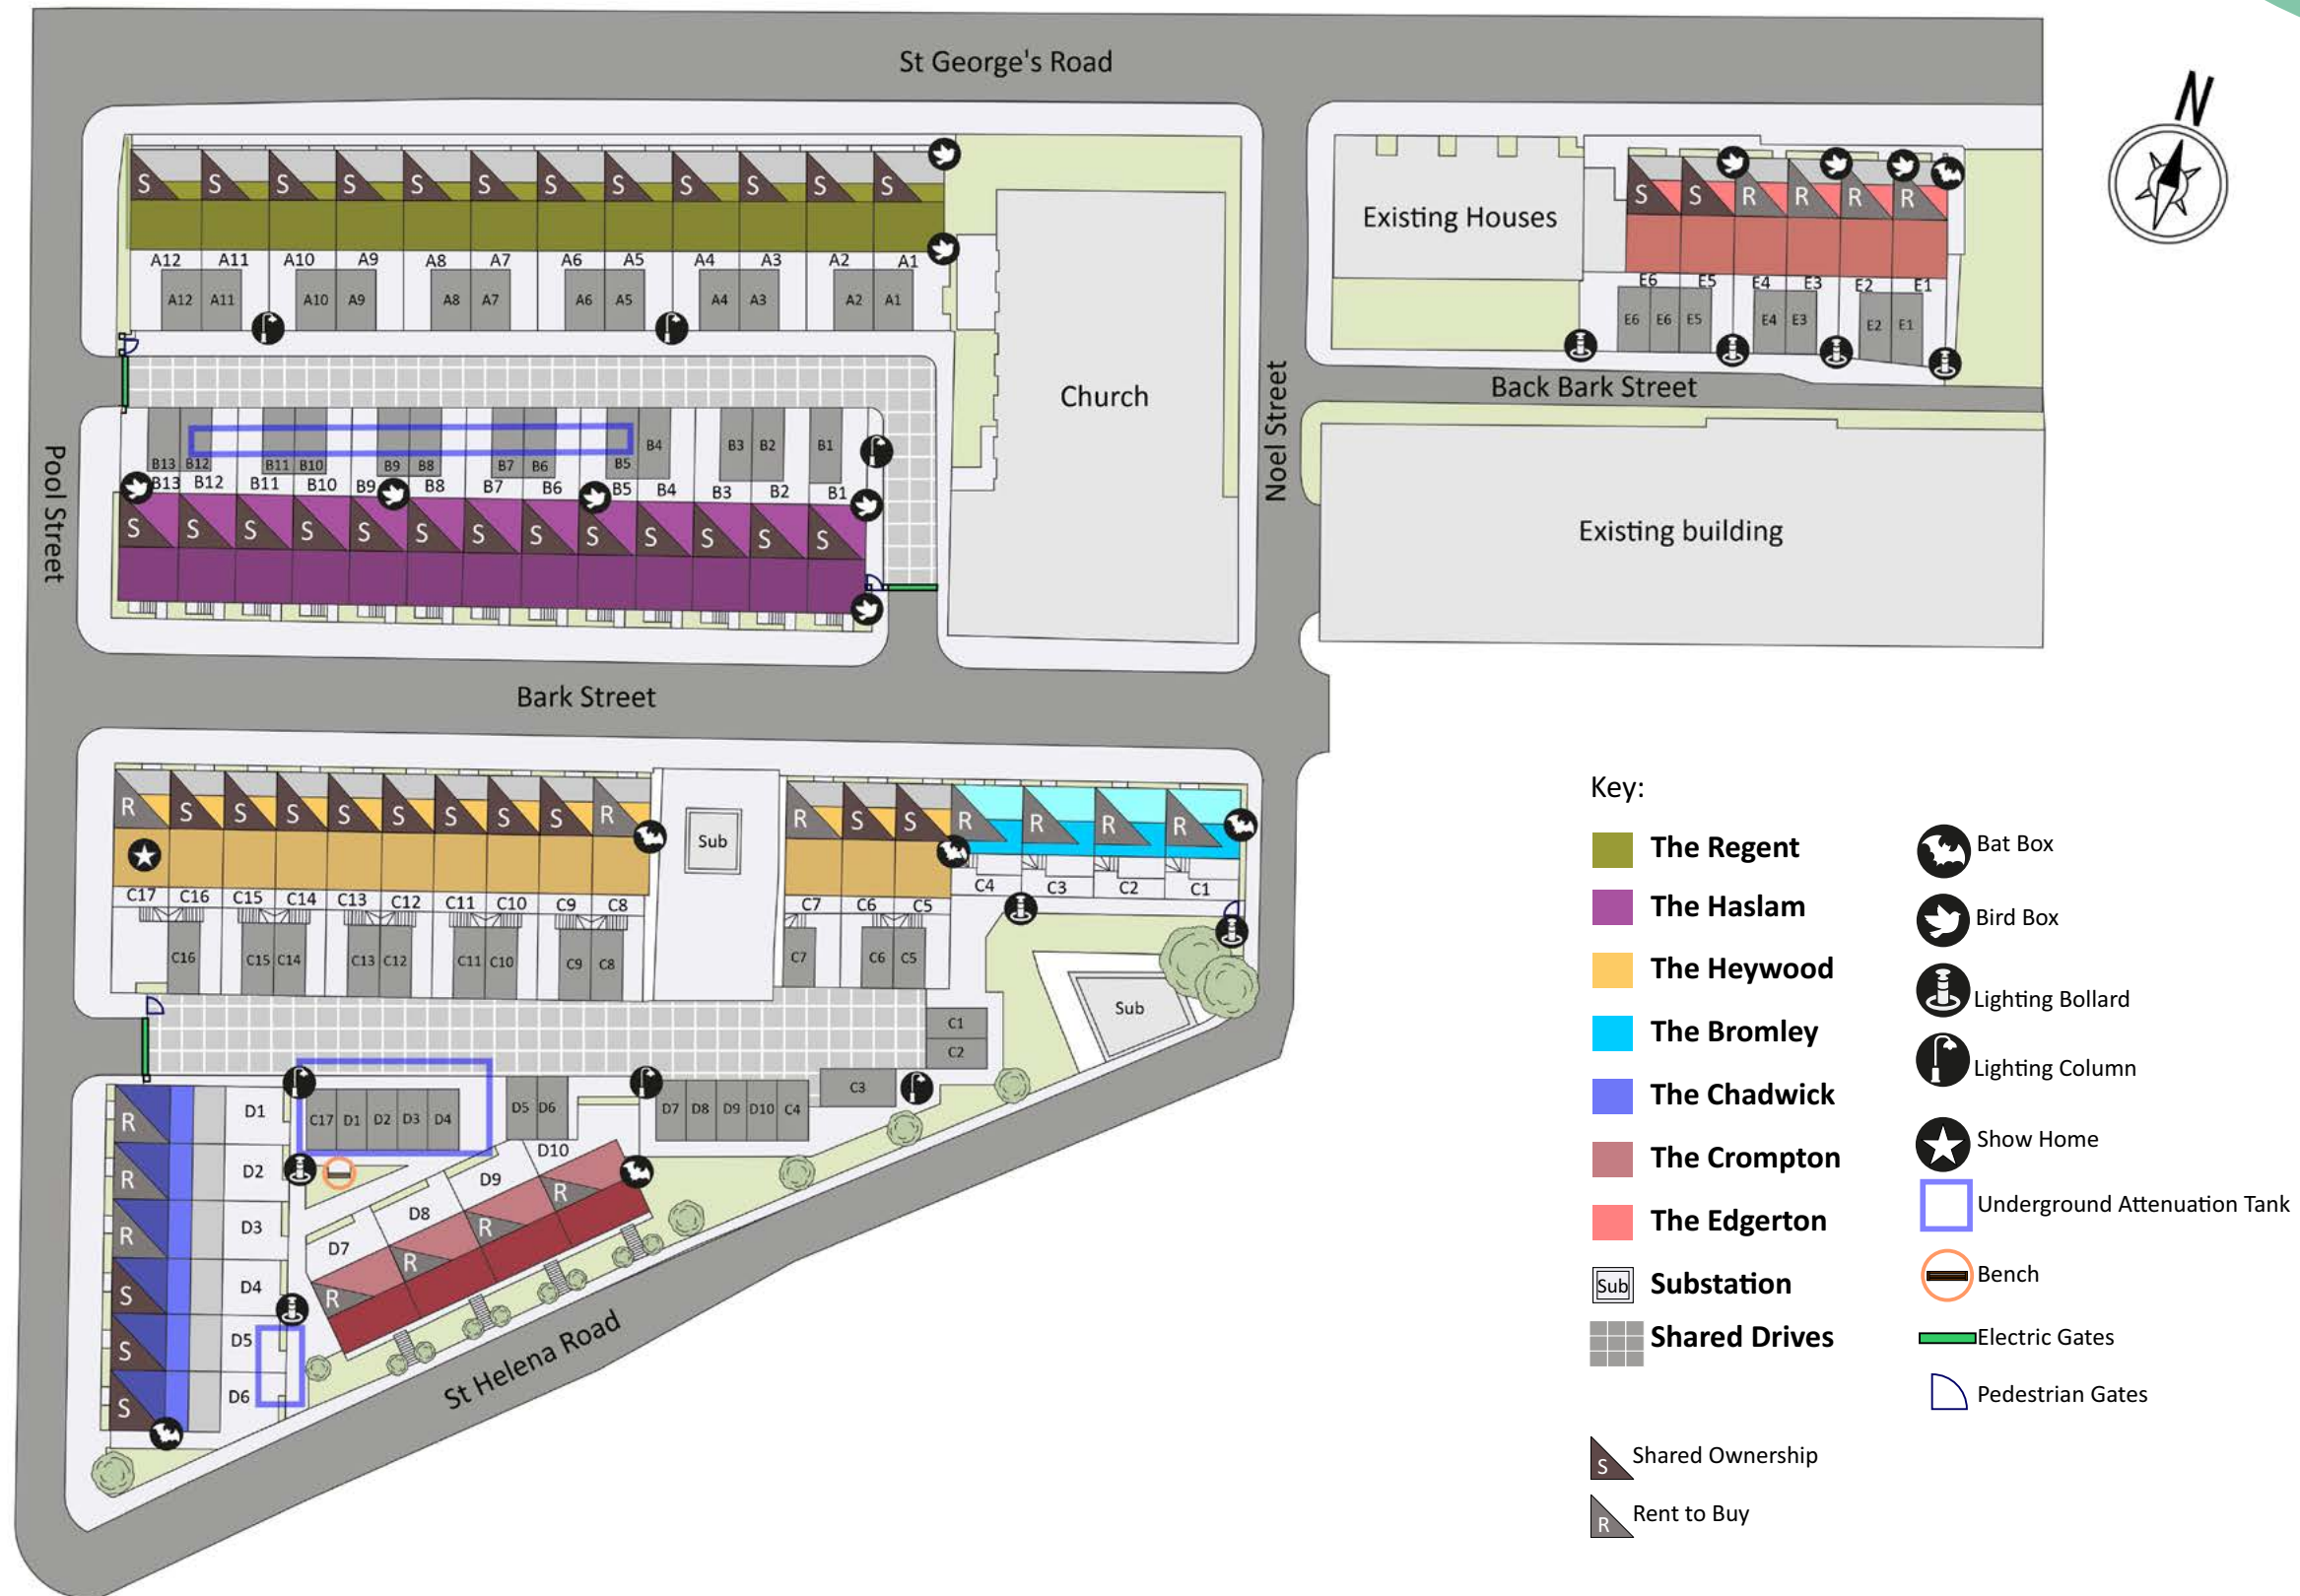 St George's Road
N
S S S S S S S S S S S S
S S R R R R
Existing Houses
A12 A11 A10 A9 A8 A7 A6 A5 A4 A3 A2 A1
A12 A11 A10 A9 A8 A7 A6 A5 A4 A3 A2 A1
E6 E5 E4 E3 E2 E1
E6 E6 E5 E4 E3 E2 E1
Church
Back Bark Street
Noel Street
Pool Street
B4 B3 B2 B1
B13 B12 B11 B10 B9 B8 B7 B6 B5
B13 B12 B11 B10 B9 B8 B7 B6 B5 B4 B3 B2 B1
S S S S S S S S S S S S S
Existing building
Bark Street
R S S S S S S S S R
Sub
R S S R R R R
C17 C16 C15 C14 C13 C12 C11 C10 C9 C8
C7 C6 C5 C4 C3 C2 C1
C16 C15 C14 C13 C12 C11 C10 C9 C8
C7 C6 C5
Sub
C1
C2
C3
C17 D1 D2 D3 D4
D5 D6
D7 D8 D9 D10 C4
R D1
R D2
R D3
S D4
S D5
S D6
D10
D9
D8
D7
R
R
R
R
St Helena Road
Key:
The Regent
The Haslam
The Heywood
The Bromley
The Chadwick
The Crompton
The Edgerton
Sub Substation
Shared Drives
S Shared Ownership
R Rent to Buy
Bat Box
Bird Box
Lighting Bollard
Lighting Column
Show Home
Underground Attenuation Tank
Bench
Electric Gates
Pedestrian Gates